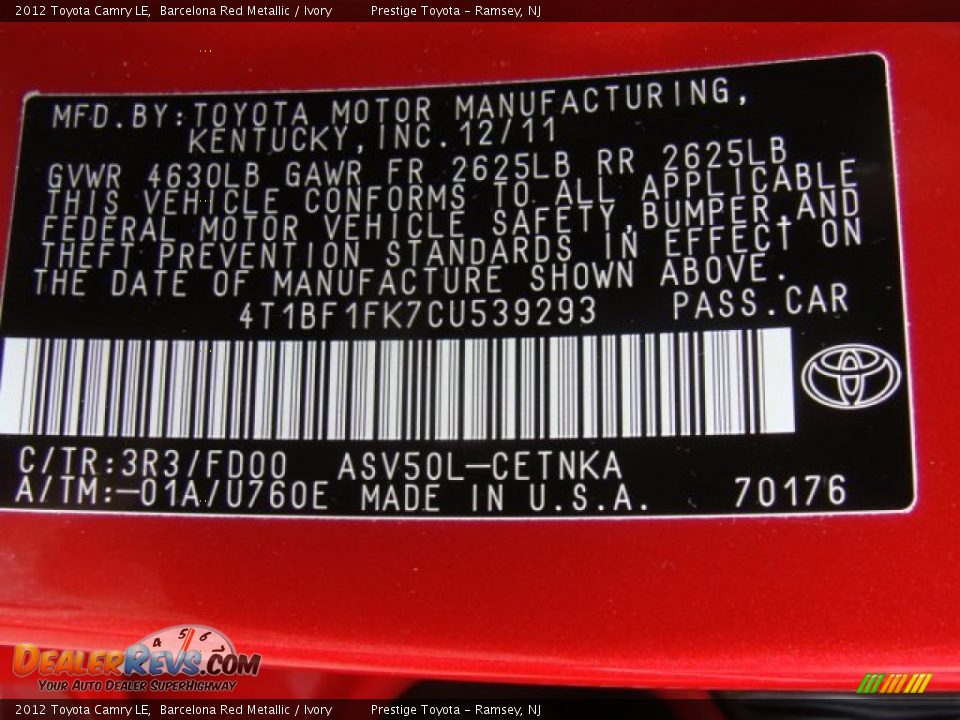 2012 Toyota Camry LE, Barcelona Red Metallic / Ivory Prestige Toyota - Ramsey, NJ
MFD.BY:TOYOTA MOTOR MANUFACTURING,
KENTUCKY,INC.12/11
GVWR 4630LB GAWR FR 2625LB RR 2625LB
THIS VEHICLE CONFORMS TO ALL APPLICABLE
FEDERAL MOTOR VEHICLE SAFETY,BUMPER,AND
THEFT PREVENTION STANDARDS IN EFFECT ON
THE DATE OF MANUFACTURE SHOWN ABOVE.
4T1BF1FK7CU539293 PASS.CAR
C/TR:3R3/FD00 ASV50L-CETNKA
A/TM:-01A/U760E MADE IN U.S.A. 70176
4 5 6 7
DEALERREVS.COM
YOUR AUTO DEALER SUPERHIGHWAY
2012 Toyota Camry LE, Barcelona Red Metallic / Ivory Prestige Toyota - Ramsey, NJ